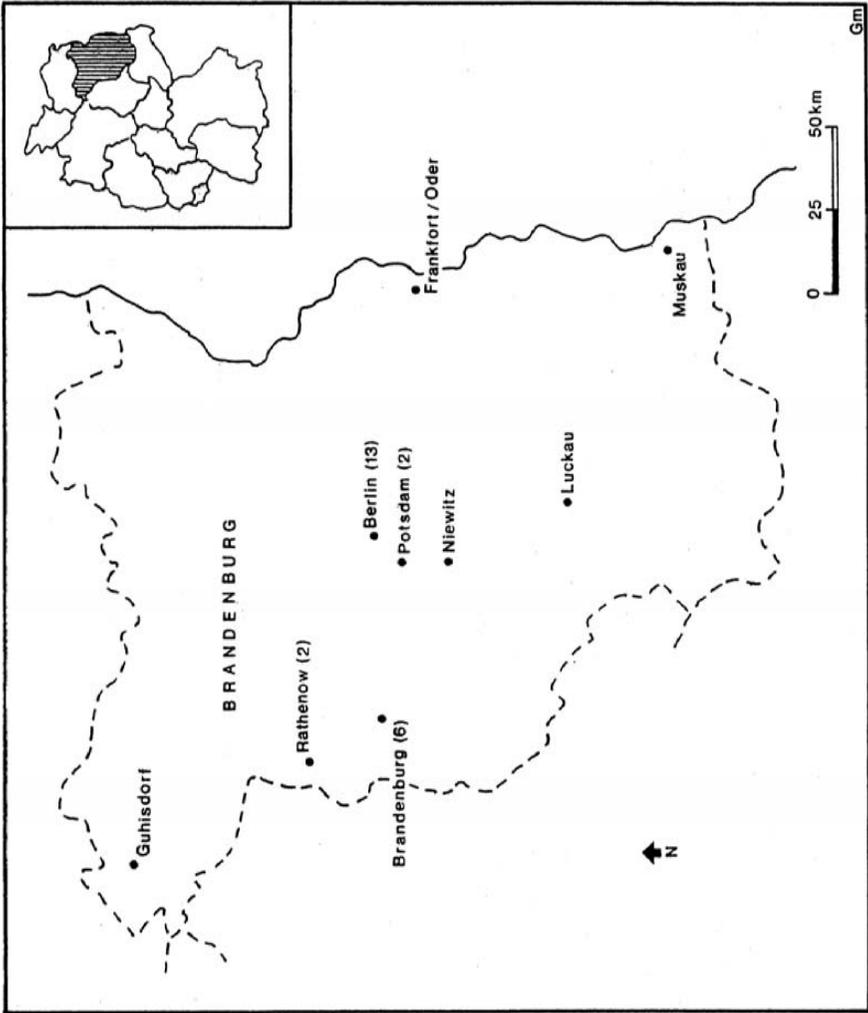 BRANDENBURG
Guhlsdorf
Rathenow (2)
Brandenburg (6)
Berlin (13)
Potsdam (2)
Niewitz
Luckau
Frankfort / Oder
Muskau
N
0 25 50 km
Gm